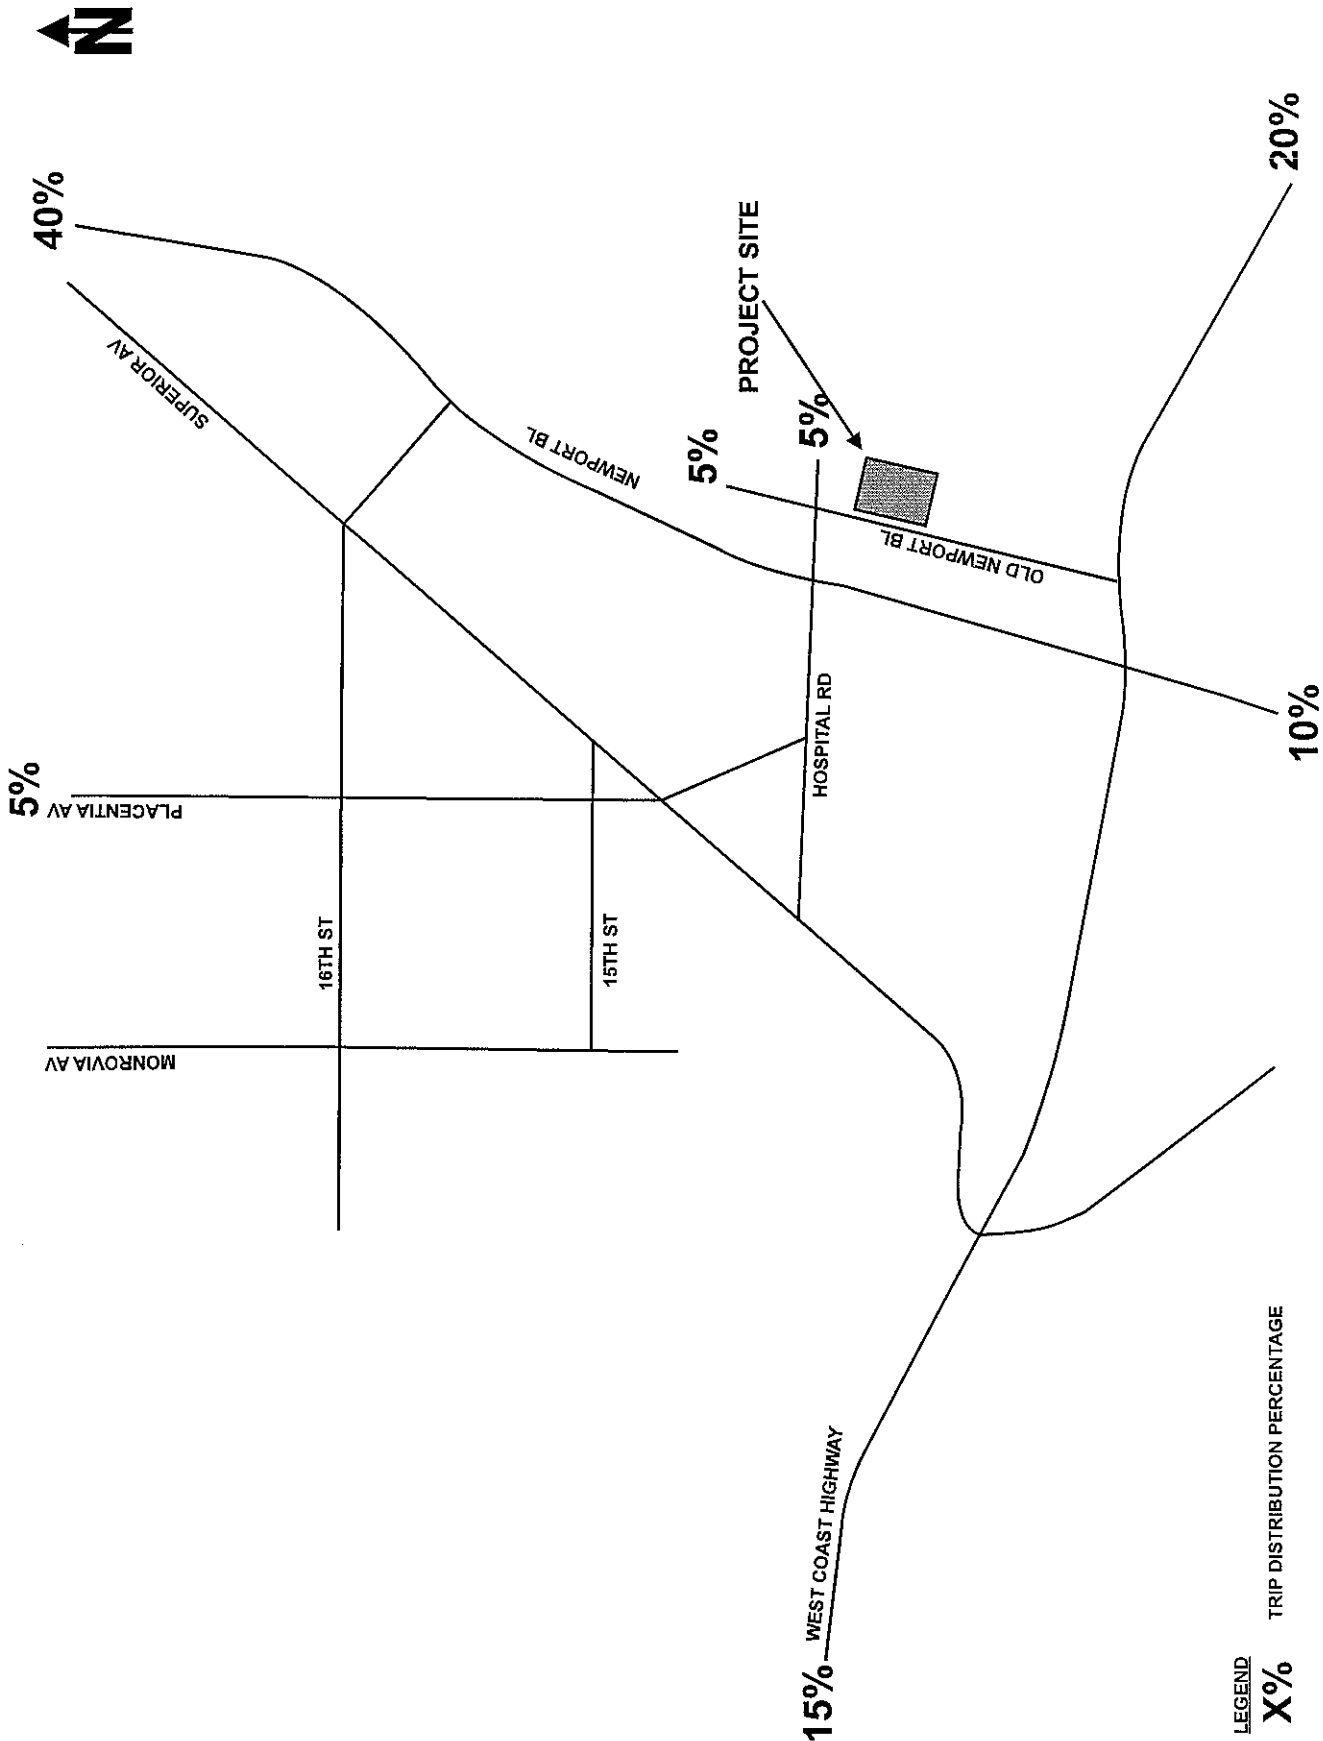 N
40%
SUPERIOR AV
5%
PLACENTIA AV
MONROVIA AV
16TH ST
15TH ST
NEWPORT BL
PROJECT SITE
5%
5%
OLD NEWPORT BL
HOSPITAL RD
20%
10%
15%
WEST COAST HIGHWAY
LEGEND
X% TRIP DISTRIBUTION PERCENTAGE